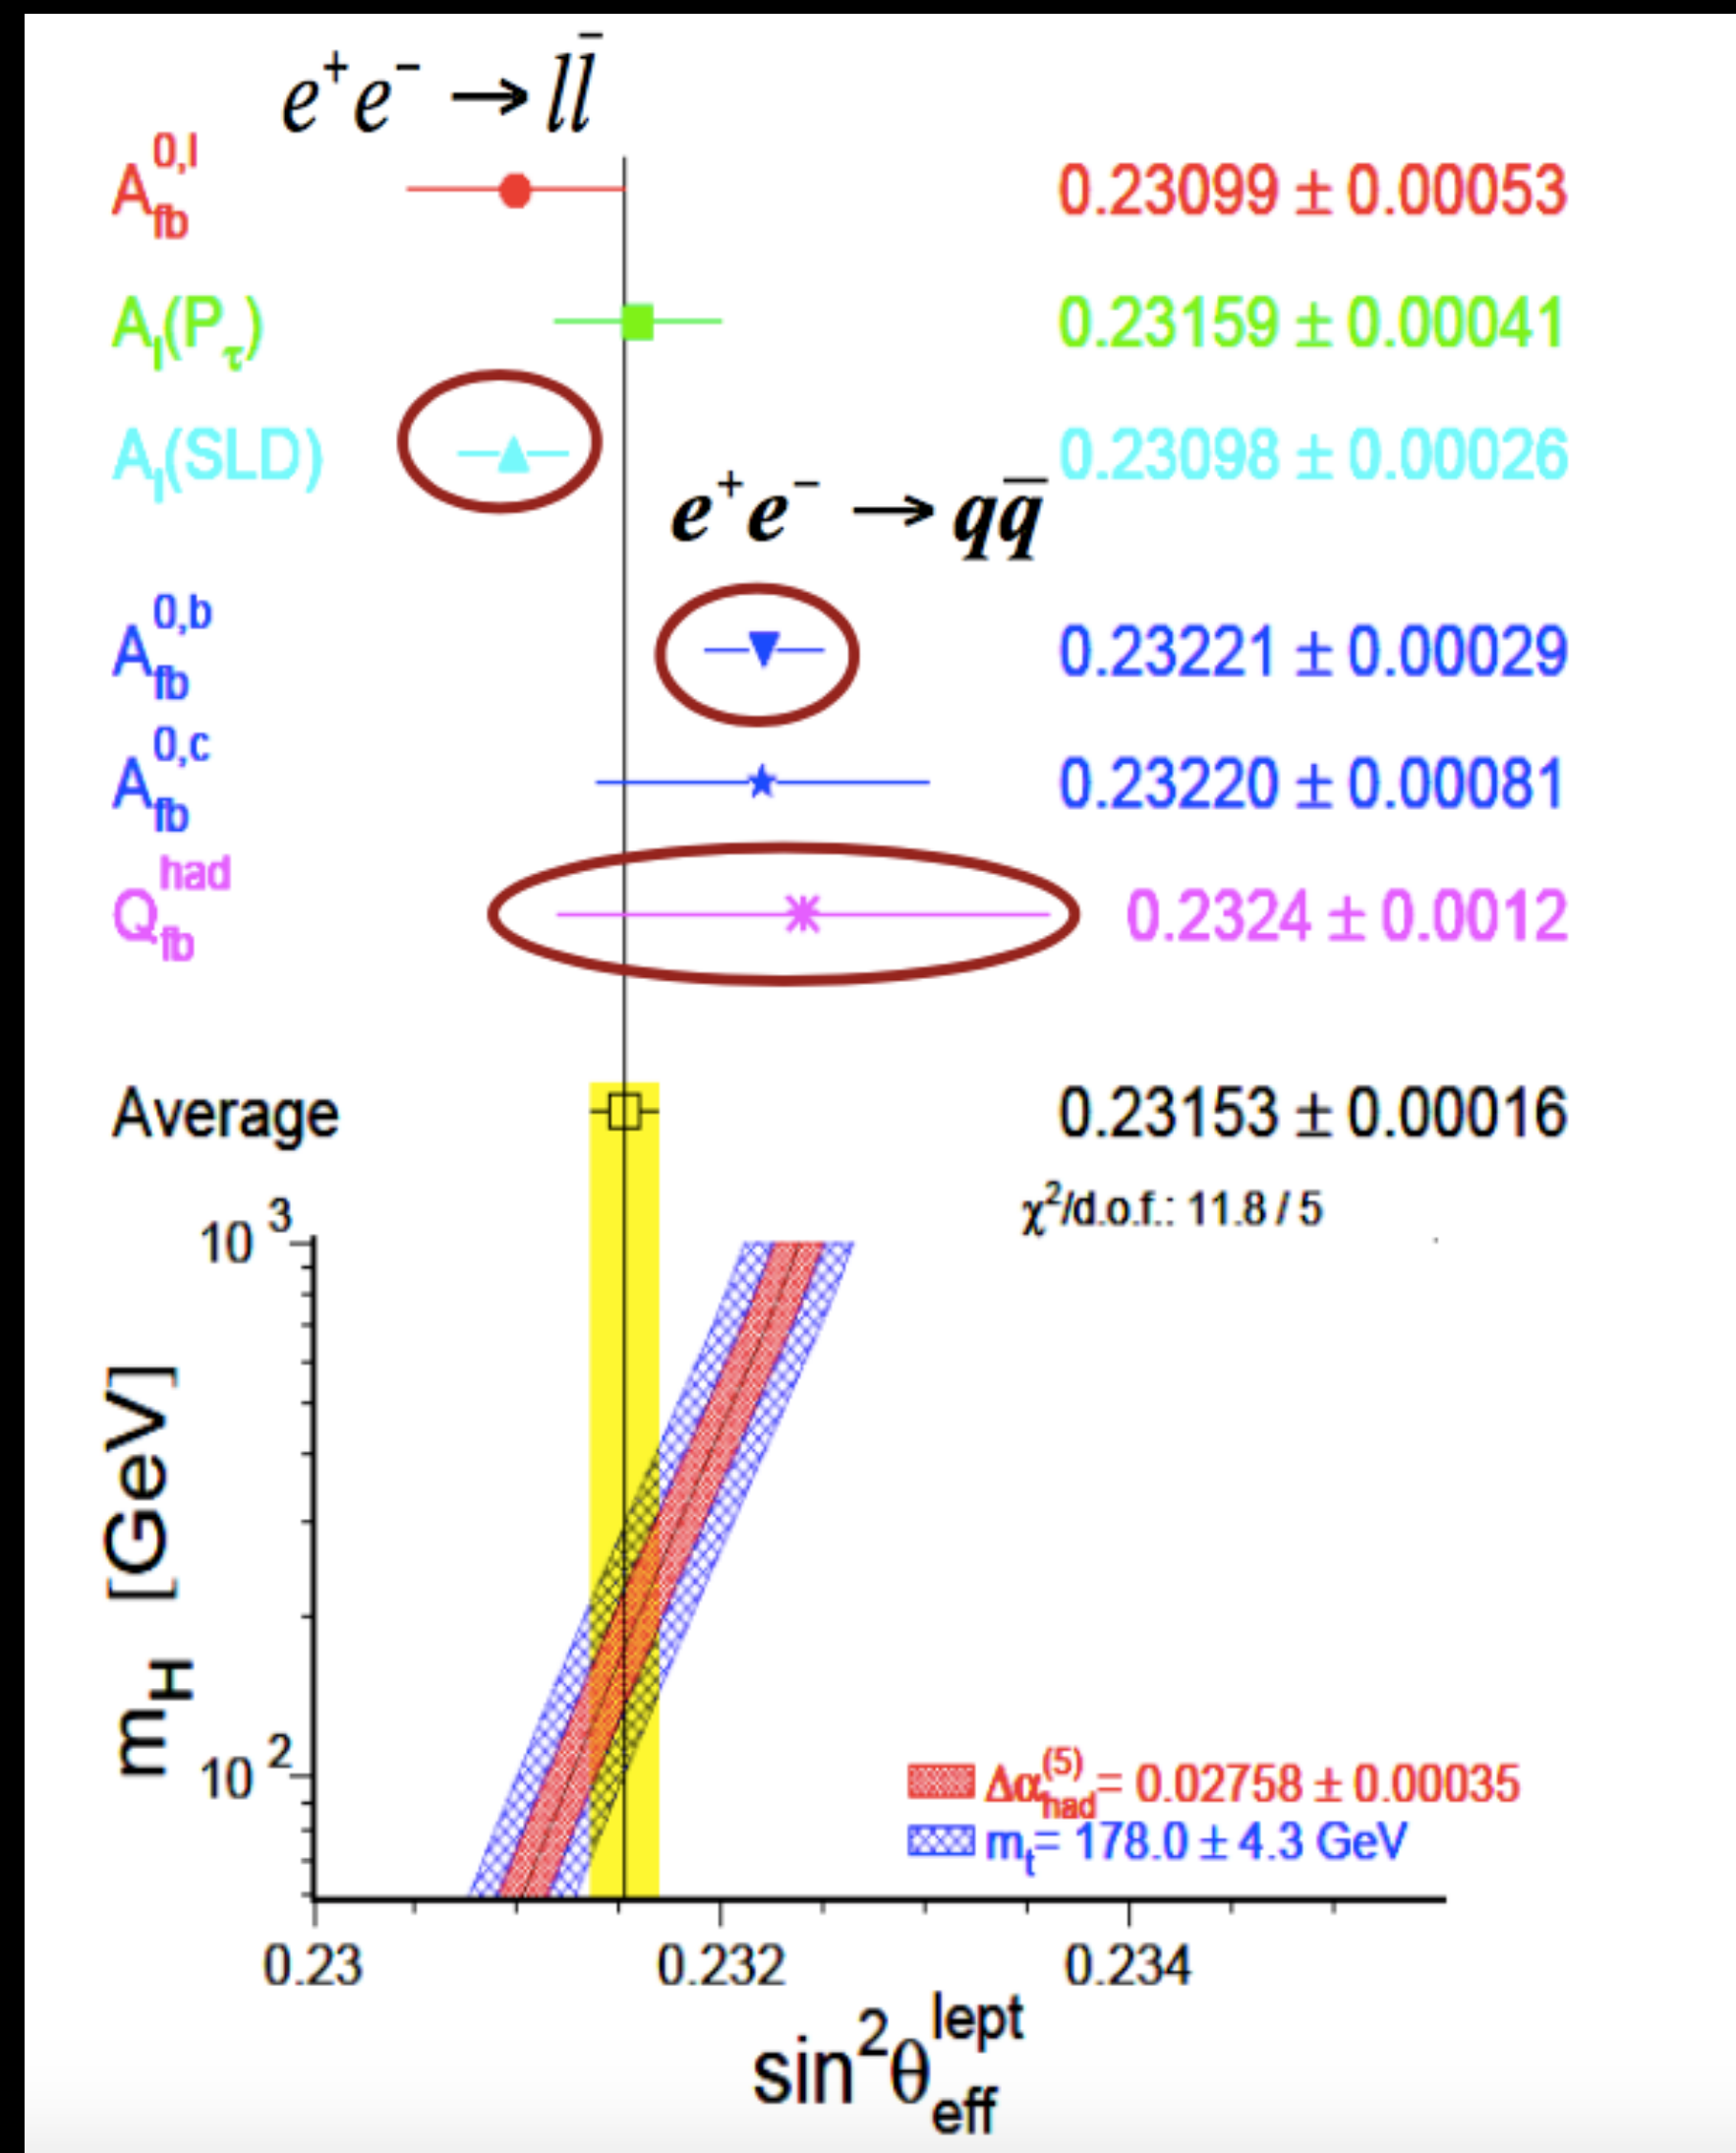 e⁺e⁻ → ll̄
A_fb^0,l 0.23099 ± 0.00053
A_l(P_τ) 0.23159 ± 0.00041
A_l(SLD) 0.23098 ± 0.00026
e⁺e⁻ → qq̄
A_fb^0,b 0.23221 ± 0.00029
A_fb^0,c 0.23220 ± 0.00081
Q_fb^had 0.2324 ± 0.0012
Average 0.23153 ± 0.00016
χ²/d.o.f.: 11.8 / 5
10³
m_H [GeV]
10²
Δα_had^(5) = 0.02758 ± 0.00035
m_t = 178.0 ± 4.3 GeV
0.23 0.232 0.234
sin²θ_eff^lept